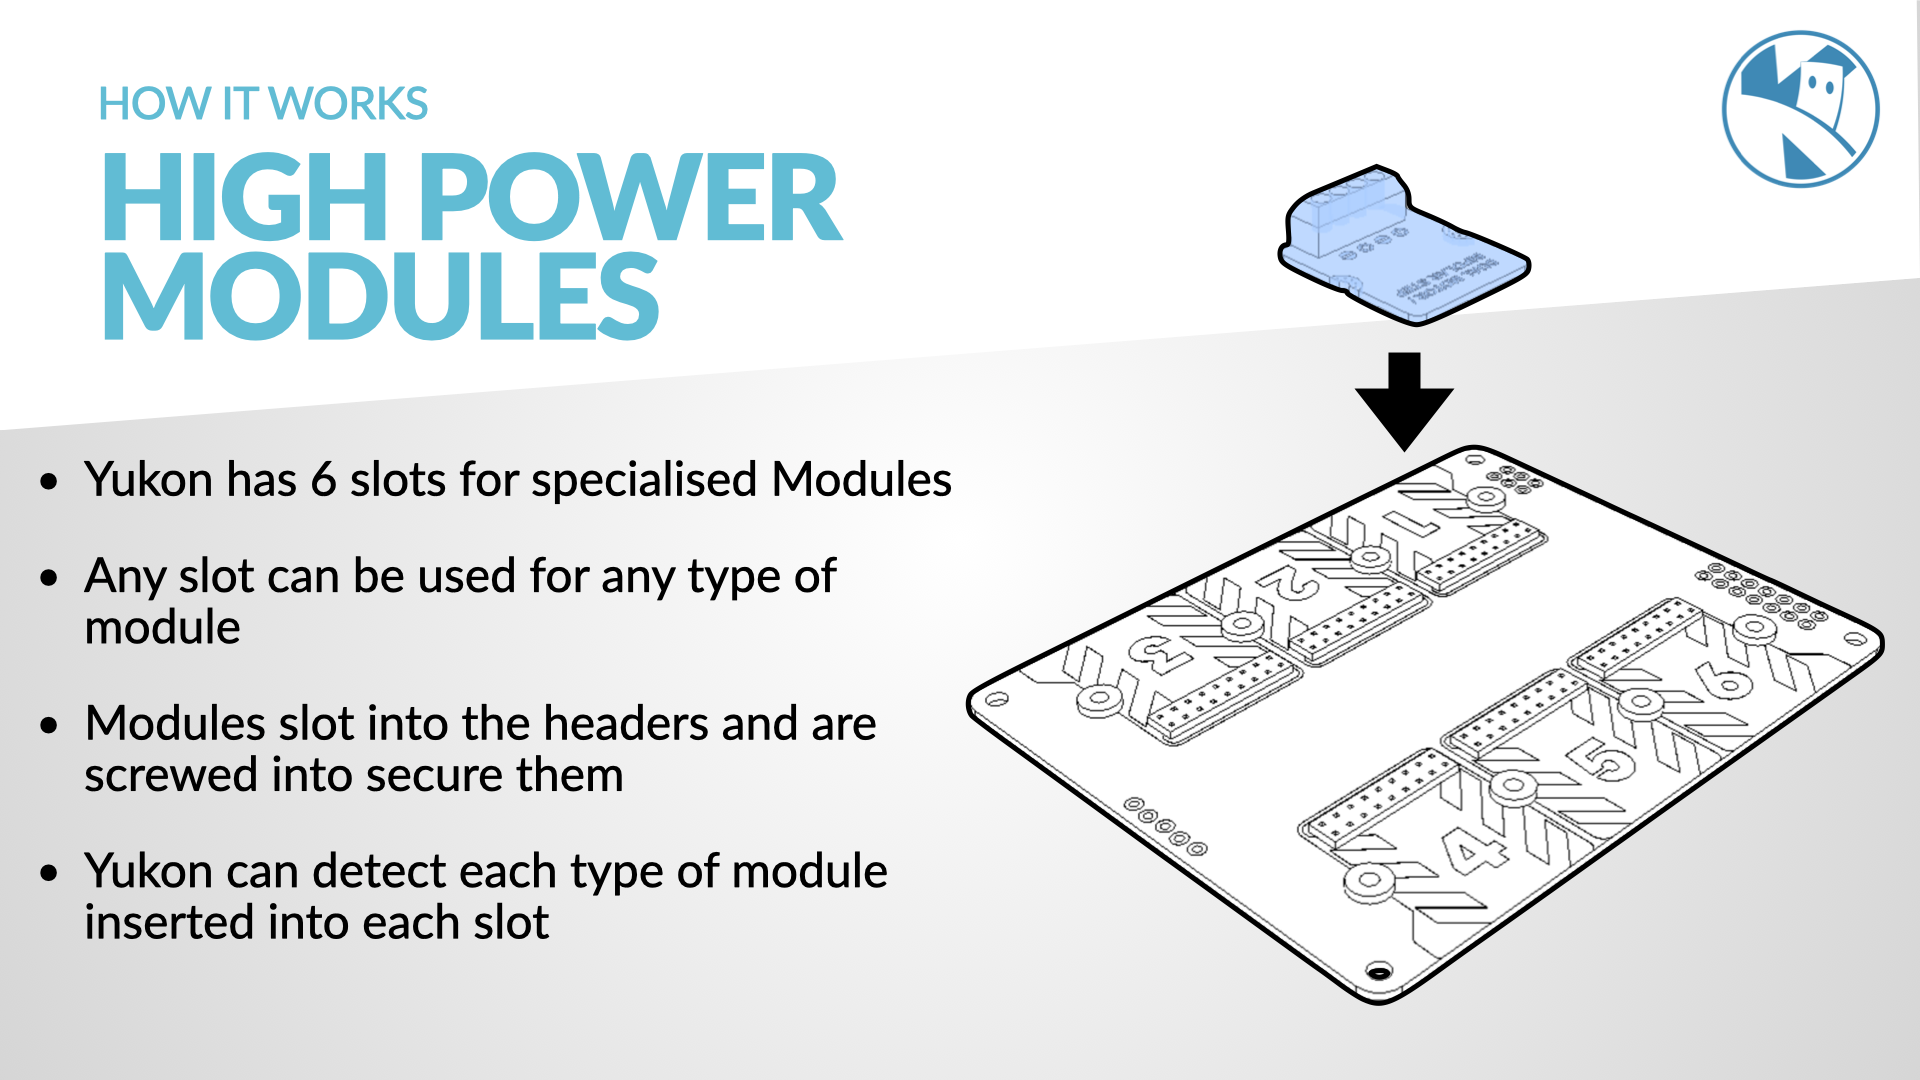 HOW IT WORKS
HIGH POWER
MODULES
• Yukon has 6 slots for specialised Modules
• Any slot can be used for any type of
module
• Modules slot into the headers and are
screwed into secure them
• Yukon can detect each type of module
inserted into each slot
1
2
3
6
5
4